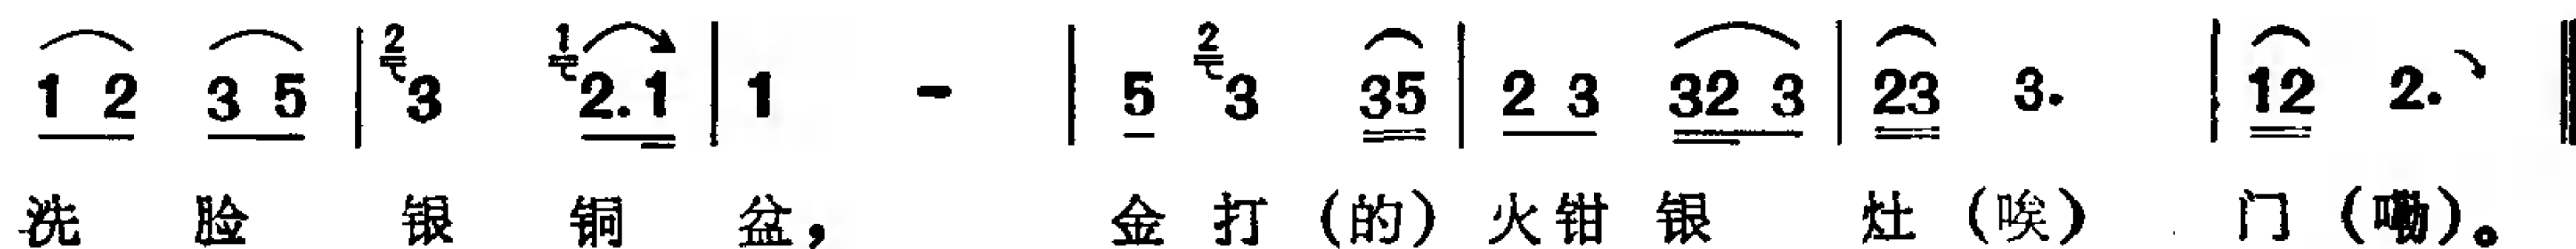 1 2 3 5 | 2 3 1 2.1 | 1 - | 5 2 3 35 | 2 3 32 3 | 23 3. | 12 2. ‖
洗 脸 银 铜 盆， 金 打 (的) 火 钳 银 灶 (唉) 门 (嘞)。